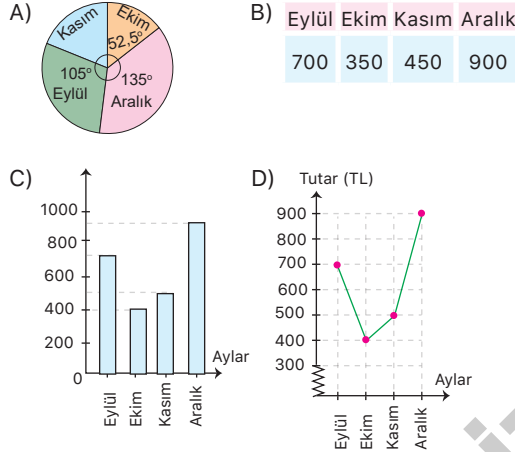 A)
Kasım
Ekim
52,5°
105°
Eylül
135°
Aralık
B)
Eylül Ekim Kasım Aralık
700 350 450 900
C)
1000
800
600
400
200
0
Aylar
Eylül
Ekim
Kasım
Aralık
D)
Tutar (TL)
900
800
700
600
500
400
300
Aylar
Eylül
Ekim
Kasım
Aralık